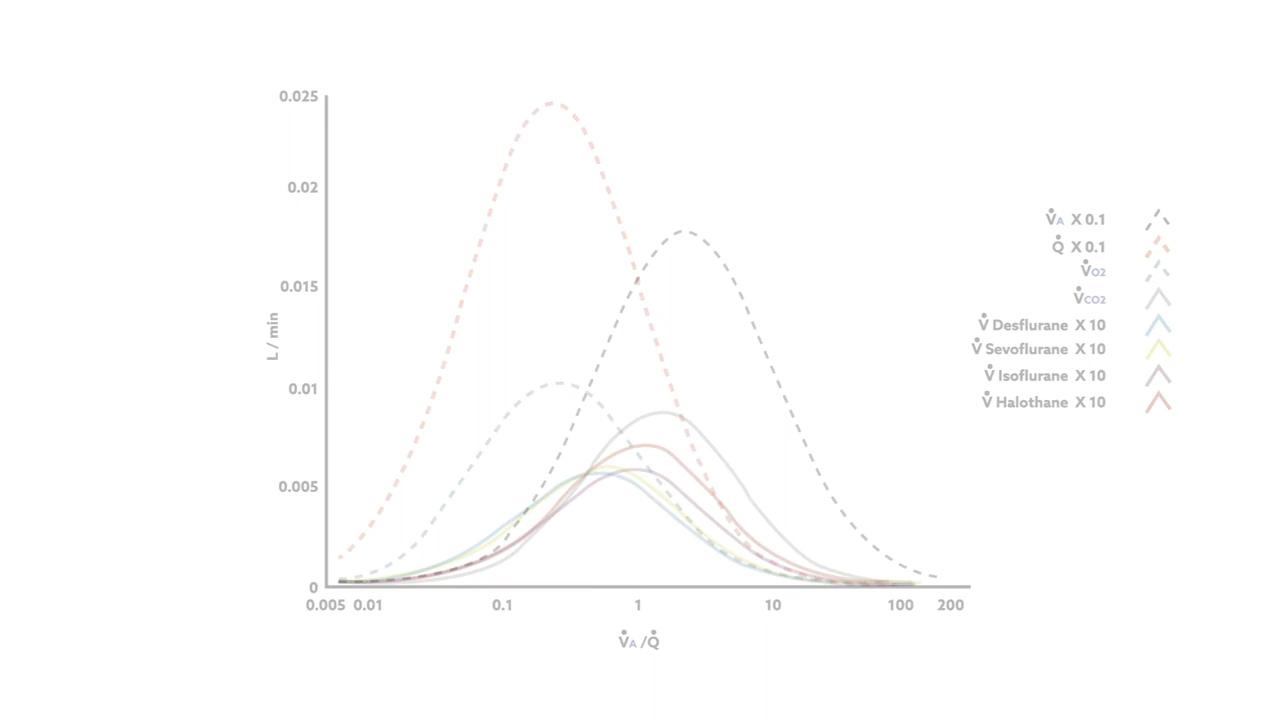 0.025
0.02
0.015
0.01
0.005
0
L / min
0.005 0.01 0.1 1 10 100 200
V̇A /Q̇
V̇A X 0.1
Q̇ X 0.1
V̇O2
V̇CO2
V̇ Desflurane X 10
V̇ Sevoflurane X 10
V̇ Isoflurane X 10
V̇ Halothane X 10